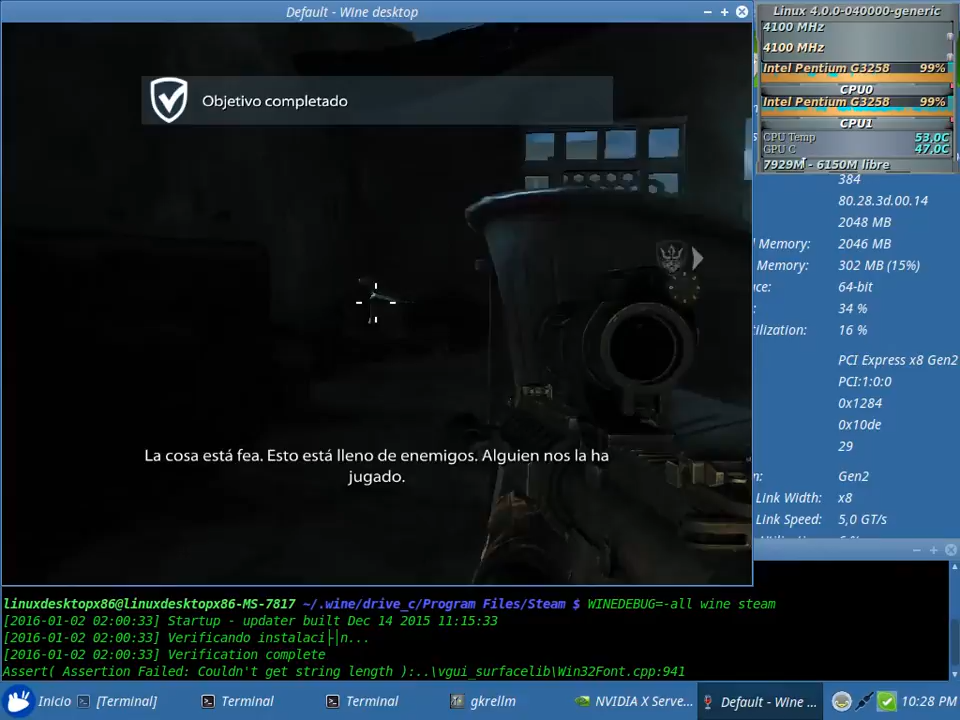 Default - Wine desktop
Objetivo completado
La cosa está fea. Esto está lleno de enemigos. Alguien nos la ha
jugado.
Linux 4.0.0-040000-generic
4100 MHz
4100 MHz
Intel Pentium G3258 99%
CPU0
Intel Pentium G3258 99%
CPU1
CPU Temp 53.0C
GPU C 47.0C
7929M - 6150M libre
384
80.28.3d.00.14
2048 MB
Memory: 2046 MB
Memory: 302 MB (15%)
ce: 64-bit
: 34 %
ilization: 16 %
PCI Express x8 Gen2
PCI:1:0:0
0x1284
0x10de
29
n: Gen2
Link Width: x8
Link Speed: 5,0 GT/s
linuxdesktopx86@linuxdesktopx86-MS-7817 ~/.wine/drive_c/Program Files/Steam $ WINEDEBUG=-all wine steam
[2016-01-02 02:00:33] Startup - updater built Dec 14 2015 11:15:33
[2016-01-02 02:00:33] Verificando instalaci├│n...
[2016-01-02 02:00:33] Verification complete
Assert( Assertion Failed: Couldn't get string length ):..\vgui_surfacelib\Win32Font.cpp:941
Inicio [Terminal] Terminal Terminal gkrellm NVIDIA X Serve... Default - Wine ... 10:28 PM